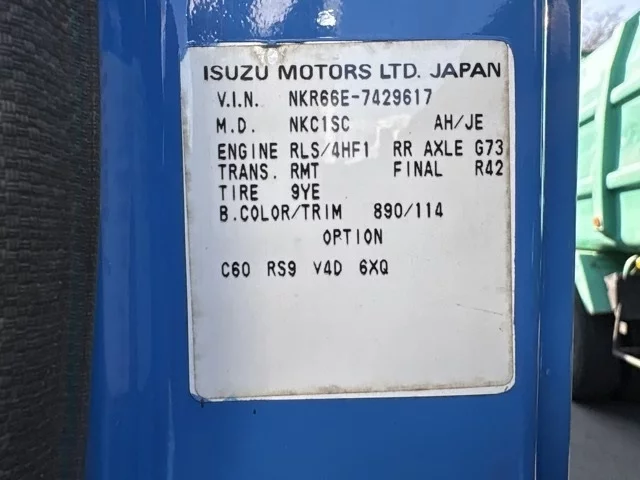 ISUZU MOTORS LTD. JAPAN
V.I.N. NKR66E-7429617
M.D. NKC1SC AH/JE
ENGINE RLS/4HF1 RR AXLE G73
TRANS. RMT FINAL R42
TIRE 9YE
B.COLOR/TRIM 890/114
OPTION
C60 RS9 V4D 6XQ